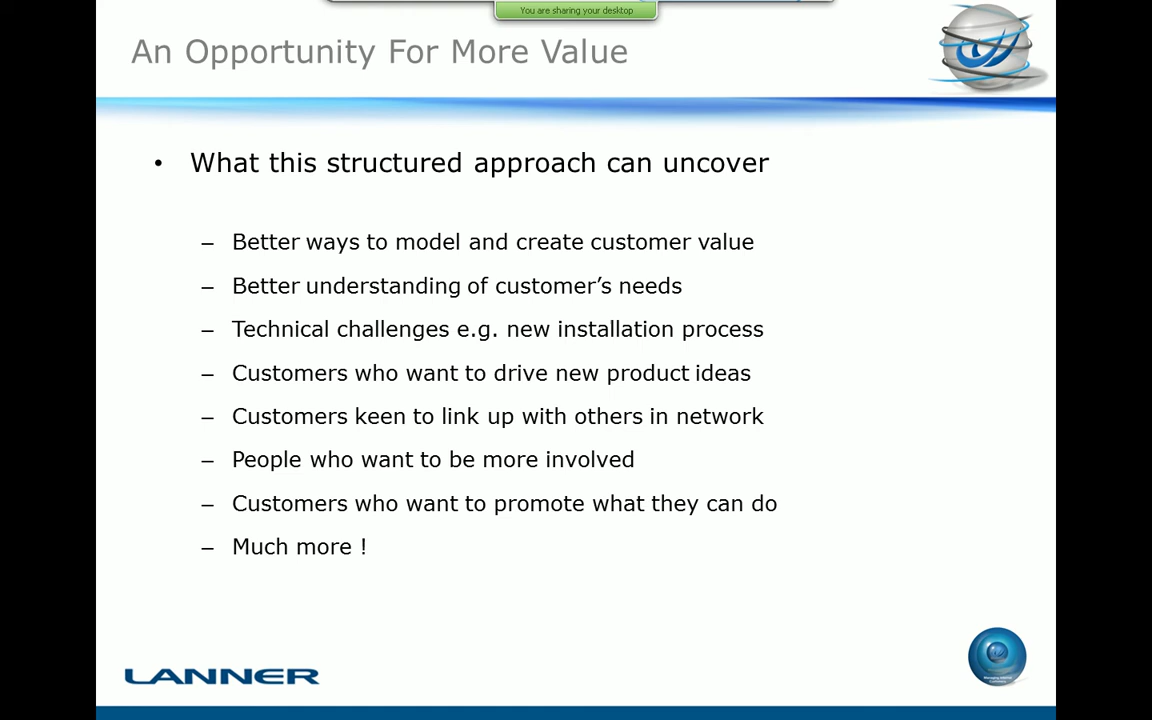 You are sharing your desktop
An Opportunity For More Value
• What this structured approach can uncover
– Better ways to model and create customer value
– Better understanding of customer’s needs
– Technical challenges e.g. new installation process
– Customers who want to drive new product ideas
– Customers keen to link up with others in network
– People who want to be more involved
– Customers who want to promote what they can do
– Much more !
LANNER